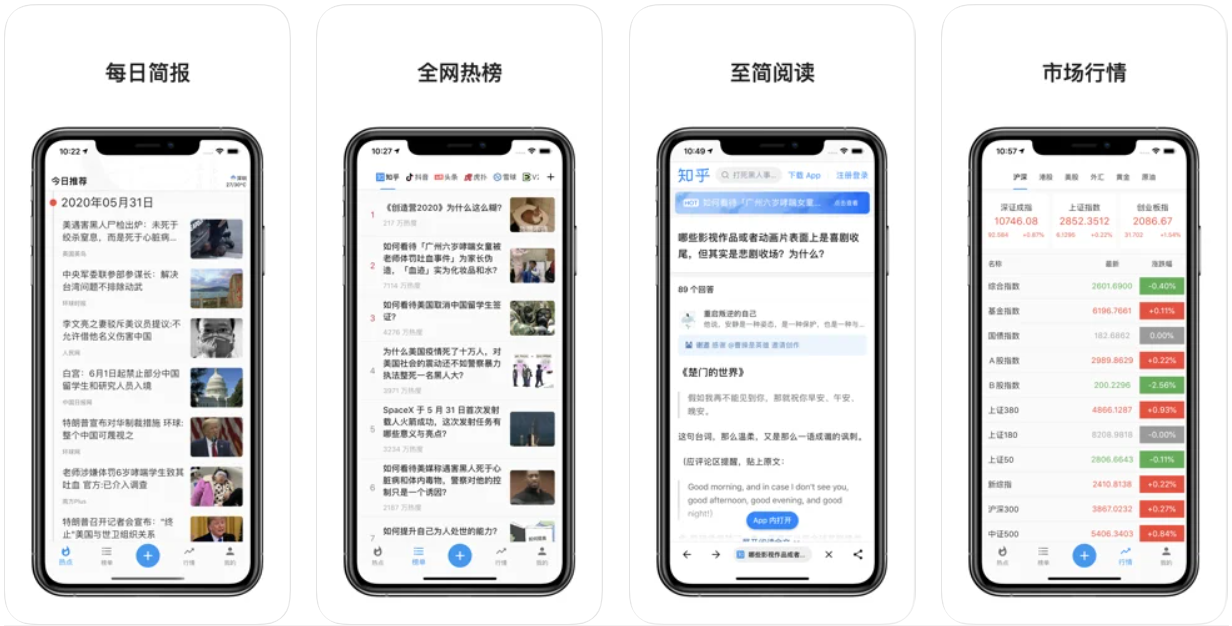 每日简报
10:22
今日推荐
深圳
27/30°C
2020年05月31日
美遇害黑人尸检出炉：未死于
绞杀窒息，而是死于心脏病...
英国菜鸟
中央军委联参部参谋长：解决
台湾问题不排除动武
环球时报
李文亮之妻驳斥美议员提议:不
允许借他名义伤害中国
人民网
白宫：6月1日起禁止部分中国
留学生和研究人员入境
中国日报网
特朗普宣布对华制裁措施 环球:
整个中国可蔑视之
环球网
老师涉嫌体罚6岁哮喘学生致其
吐血 官方:已介入调查
南方Plus
特朗普召开记者会宣布：“终
止”美国与世卫组织关系
热点
榜单
行情
我的
全网热榜
10:27
知乎 抖音 头条 虎扑 雪球 V2
1
《创造营2020》为什么这么糊?
217 万热度
2
如何看待「广州六岁哮喘女童被
老师体罚吐血事件」为家长伪
造，「血迹」实为化妆品和水?
7114 万热度
3
如何看待美国取消中国留学生签
证?
4276 万热度
4
为什么美国疫情死了十万人，对
美国社会的震动还不如警察暴力
执法整死一名黑人大?
3971 万热度
5
SpaceX 于 5 月 31 日首次发射
载人火箭成功，这次发射任务有
哪些意义与亮点?
3234 万热度
6
如何看待美媒称遇害黑人死于心
脏病和体内毒物，警察对他的控
制只是一个诱因?
2187 万热度
7
如何提升自己为人处世的能力?
热点
榜单
行情
我的
至简阅读
10:49
知乎 打死黑人事... 下载 App 注册登录
HOT 如何看待「广州六岁哮喘女童... 点击查看
哪些影视作品或者动画片表面上是喜剧收
尾，但其实是悲剧收场？为什么?
89 个回答
重启叛逆的自己
他说，安静是一种姿态，是一种保护，也是一种与...
谢邀 感谢 @曹操是英雄 邀请创作
《楚门的世界》
假如我再不能见到你，那就祝你早安、午安、
晚安。
这句台词，那么温柔，又是那么一语成谶的讽刺。
(应评论区提醒，贴上原文:
Good morning, and in case I don't see you,
good afternoon, good evening, and good
night!)
App 内打开
哪些影视作品或者...
市场行情
10:57
沪深 港股 美股 外汇 黄金 原油
深证成指 上证指数 创业板指
10746.08 2852.3512 2086.67
92.584 +0.87% 6.1295 +0.22% 31.702 +1.54%
名称 最新 涨跌幅
综合指数 2601.6900 -0.40%
基金指数 6196.7661 +0.11%
国债指数 182.6862 0.00%
A股指数 2989.8629 +0.22%
B股指数 200.2296 -2.56%
上证380 4866.1287 +0.93%
上证180 8208.9818 -0.00%
上证50 2806.6643 -0.11%
新综指 2410.8138 +0.22%
沪深300 3867.0232 +0.27%
中证500 5406.3403 +0.84%
热点
榜单
行情
我的